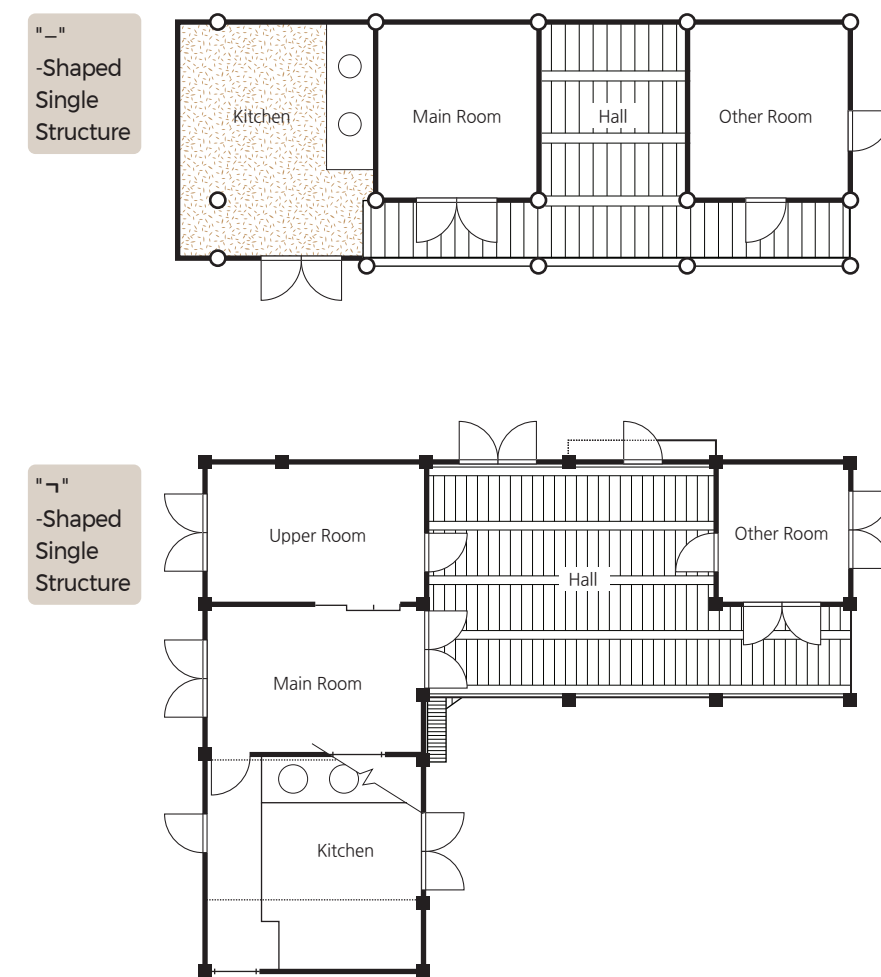 "–"
-Shaped
Single
Structure
Kitchen
Main Room
Hall
Other Room
"ㄱ"
-Shaped
Single
Structure
Upper Room
Other Room
Hall
Main Room
Kitchen